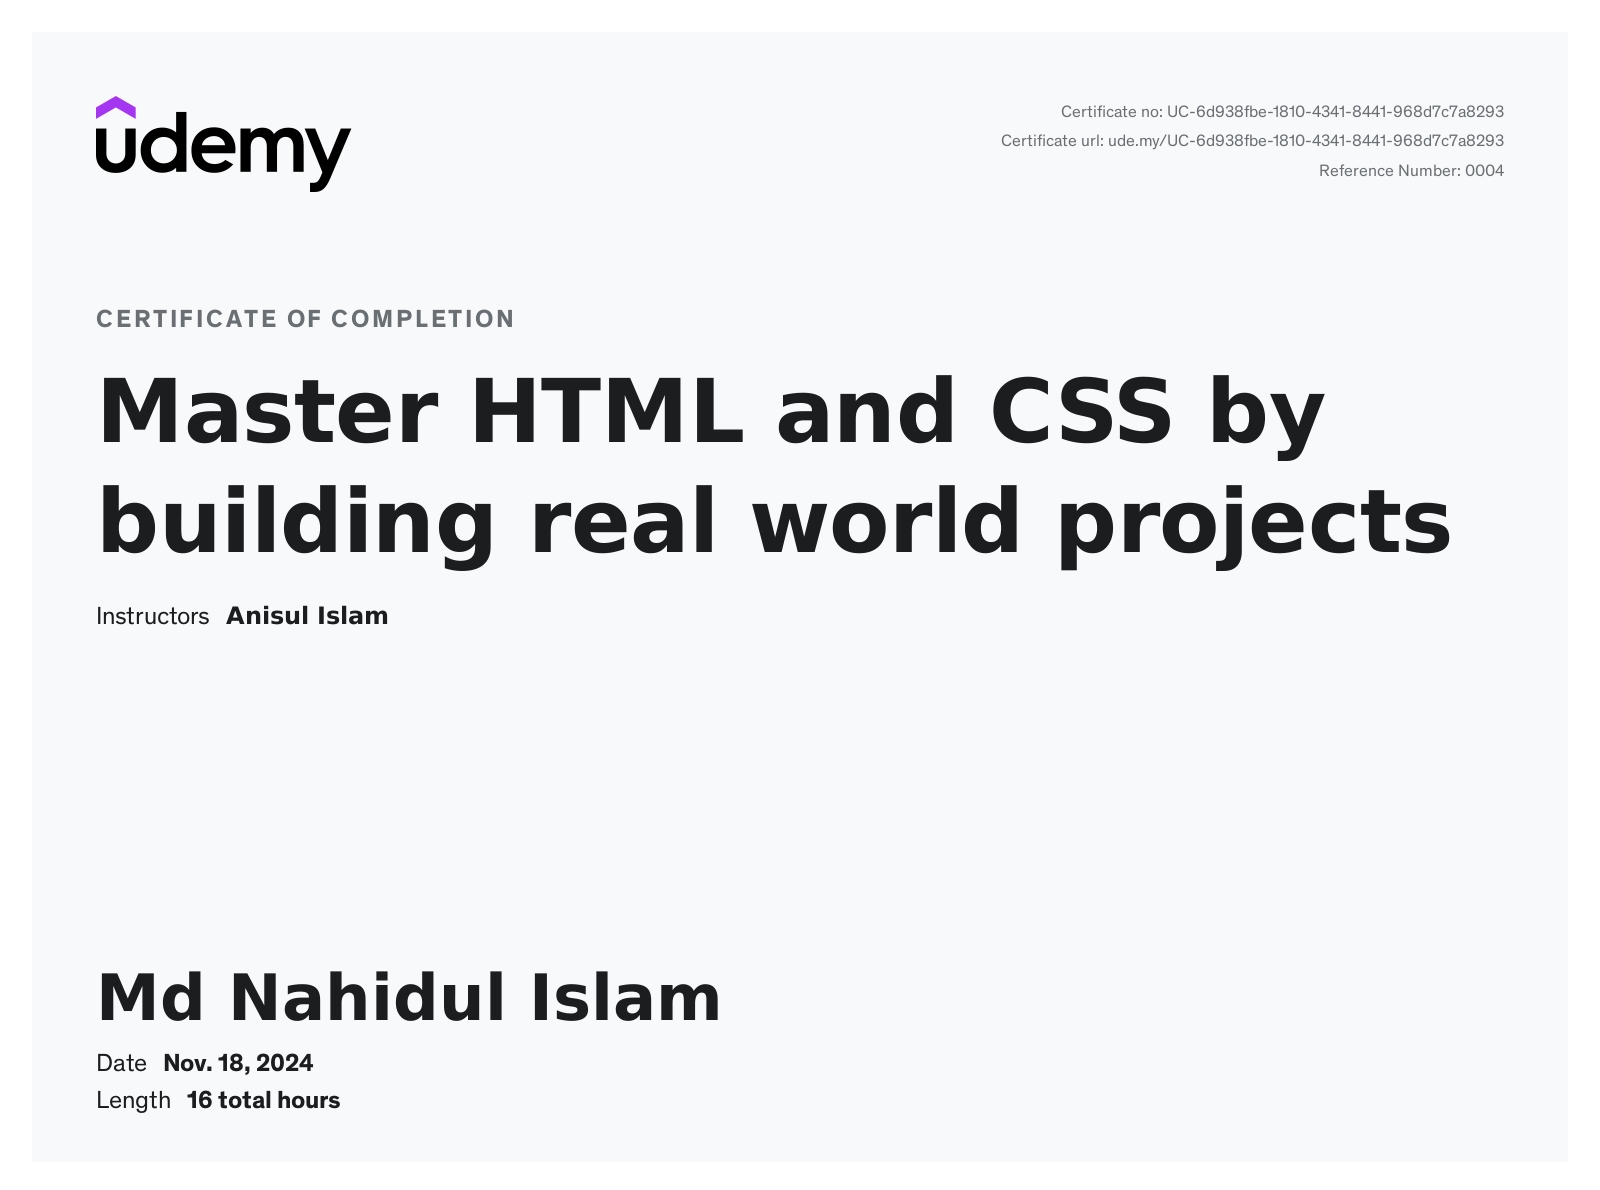 udemy
Certificate no: UC-6d938fbe-1810-4341-8441-968d7c7a8293
Certificate url: ude.my/UC-6d938fbe-1810-4341-8441-968d7c7a8293
Reference Number: 0004
CERTIFICATE OF COMPLETION
Master HTML and CSS by
building real world projects
Instructors Anisul Islam
Md Nahidul Islam
Date Nov. 18, 2024
Length 16 total hours